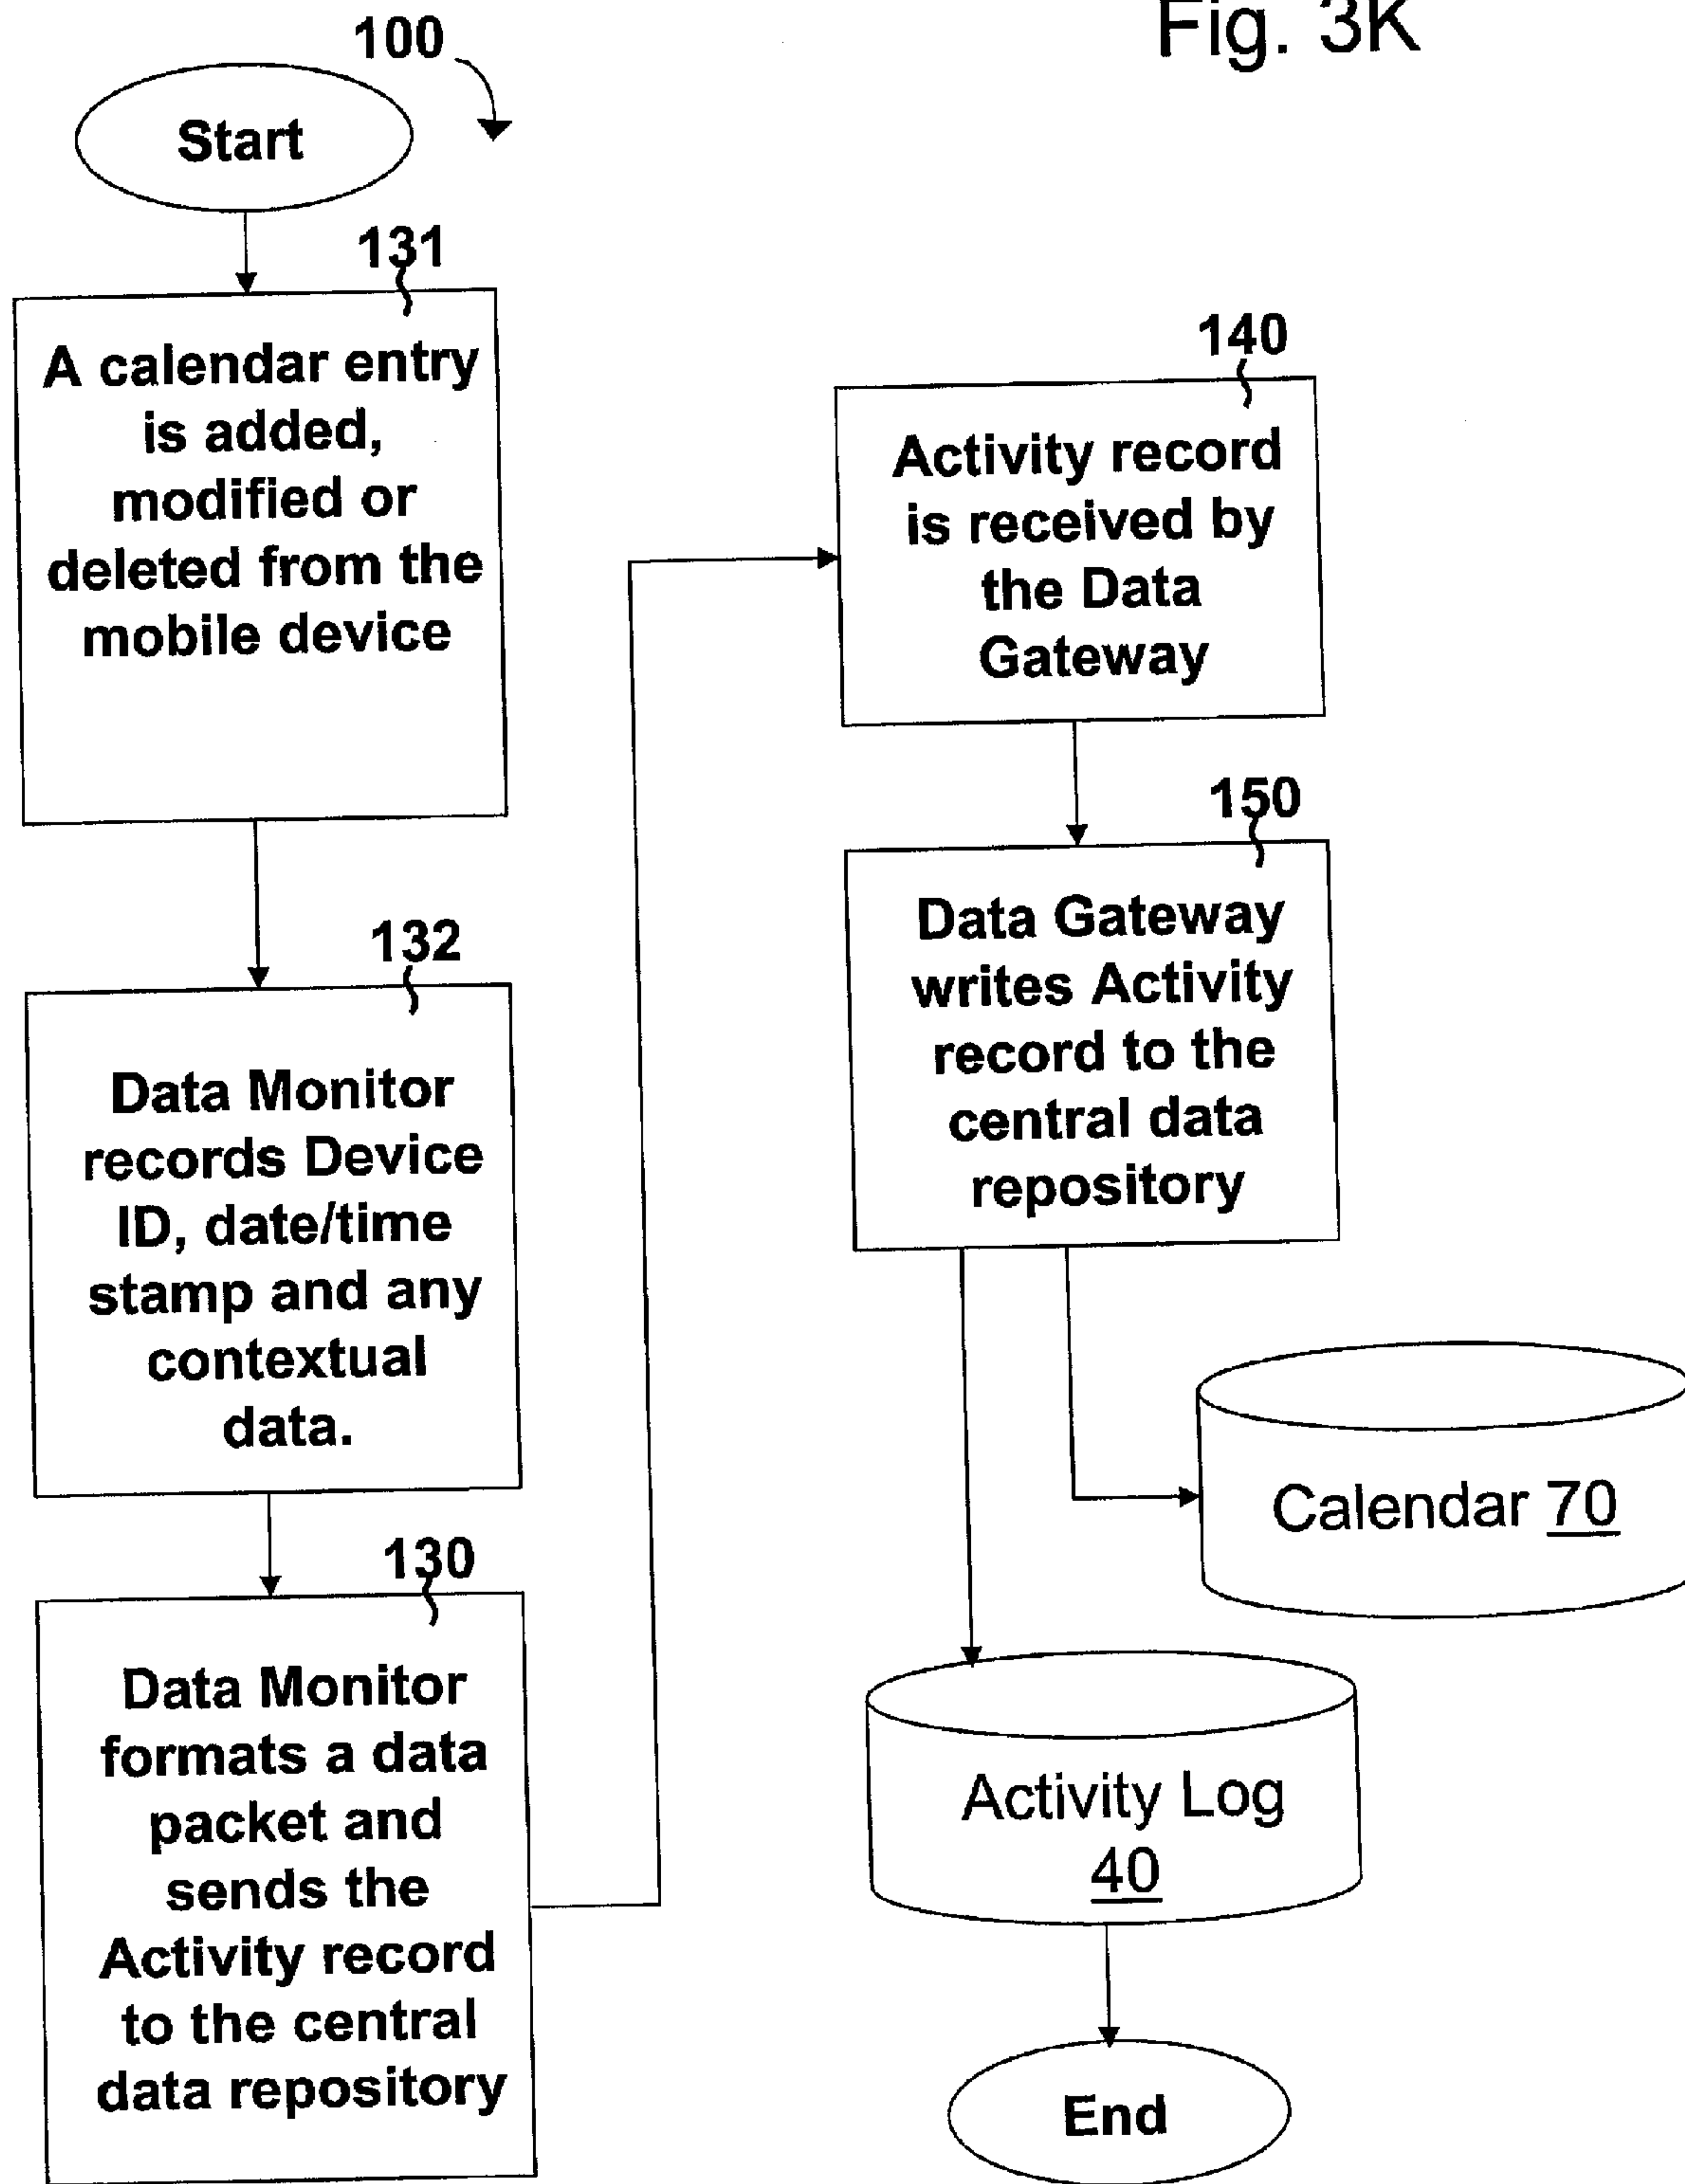 Fig. 3K
100
Start
131
A calendar entry
is added,
modified or
deleted from the
mobile device
132
Data Monitor
records Device
ID, date/time
stamp and any
contextual
data.
130
Data Monitor
formats a data
packet and
sends the
Activity record
to the central
data repository
140
Activity record
is received by
the Data
Gateway
150
Data Gateway
writes Activity
record to the
central data
repository
Calendar 70
Activity Log
40
End